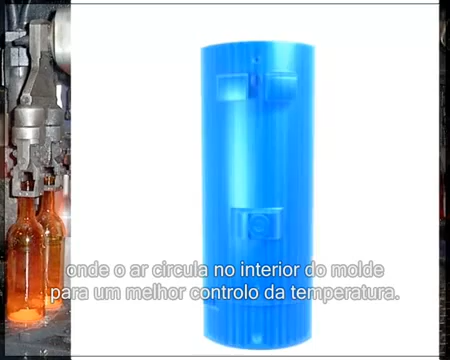 onde o ar circula no interior do molde
para um melhor controlo da temperatura.